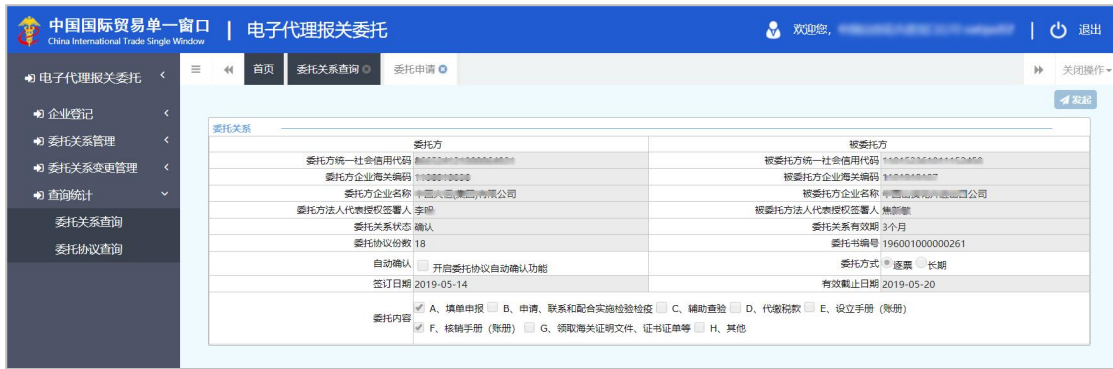 中国国际贸易单一窗口 | 电子代理报关委托 欢迎您, | 退出
China International Trade Single Window
电子代理报关委托
首页 委托关系查询 委托申请 关闭操作
发起
企业登记
委托关系管理
委托关系变更管理
查询统计
委托关系查询
委托协议查询
委托关系
委托方 被委托方
委托方统一社会信用代码 被委托方统一社会信用代码
委托方企业海关编码 被委托方企业海关编码
委托方企业名称 公司 被委托方企业名称 公司
委托方法人代表授权签署人 李 被委托方法人代表授权签署人
委托关系状态 确认 委托关系有效期 3个月
委托协议份数 18 委托书编号 196001000000261
自动确认 开启委托协议自动确认功能 委托方式 逐票 长期
签订日期 2019-05-14 有效截止日期 2019-05-20
委托内容 A、填单申报 B、申请、联系和配合实施检验检疫 C、辅助查验 D、代缴税款 E、设立手册（账册）
F、核销手册（账册） G、领取海关证明文件、证书证单等 H、其他